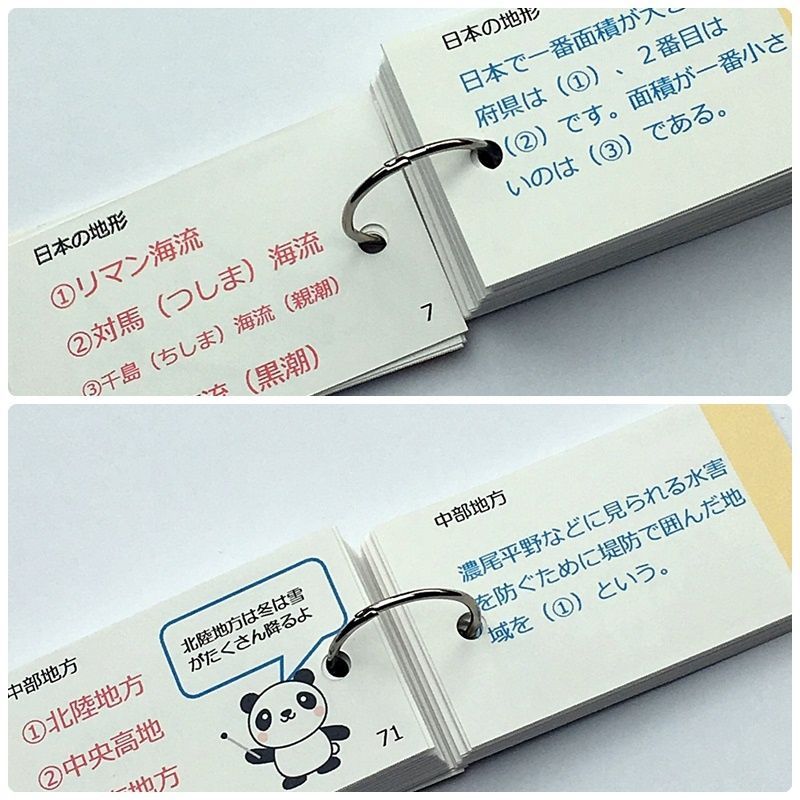 日本の地形
①リマン海流
②対馬（つしま）海流
③千島（ちしま）海流（親潮）
流（黒潮）
7
日本の地形
日本で一番面積が大
府県は（①）、２番目は
（②）です。面積が一番小さ
いのは（③）である。
中部地方
①北陸地方
②中央高地
地方
北陸地方は冬は雪
がたくさん降るよ
71
中部地方
濃尾平野などに見られる水害
を防ぐために堤防で囲んだ地
域を（①）という。